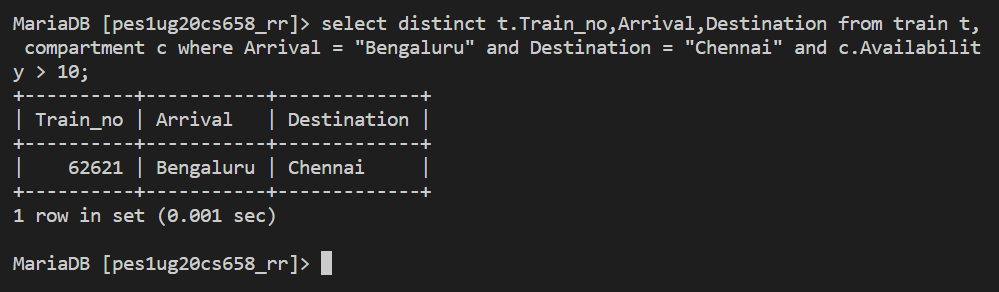 MariaDB [pes1ug20cs658_rr]> select distinct t.Train_no,Arrival,Destination from train t,
 compartment c where Arrival = "Bengaluru" and Destination = "Chennai" and c.Availabilit
y > 10;
+----------+-----------+-------------+
| Train_no | Arrival   | Destination |
+----------+-----------+-------------+
|    62621 | Bengaluru | Chennai     |
+----------+-----------+-------------+
1 row in set (0.001 sec)
MariaDB [pes1ug20cs658_rr]>